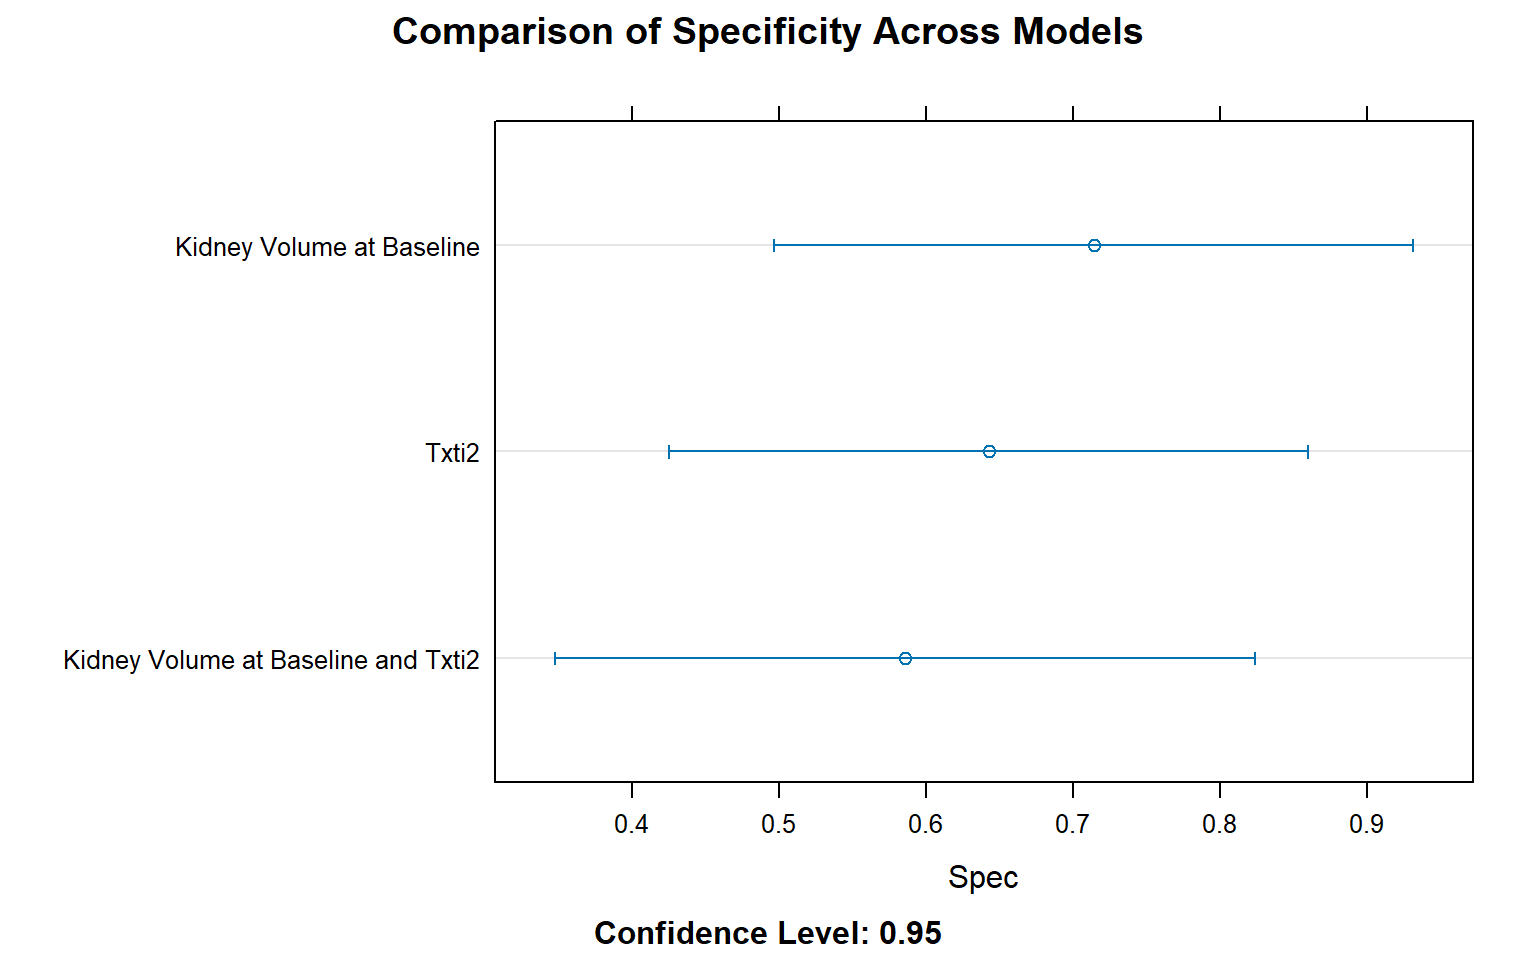 Comparison of Specificity Across Models
Kidney Volume at Baseline
Txti2
Kidney Volume at Baseline and Txti2
0.4 0.5 0.6 0.7 0.8 0.9
Spec
Confidence Level: 0.95